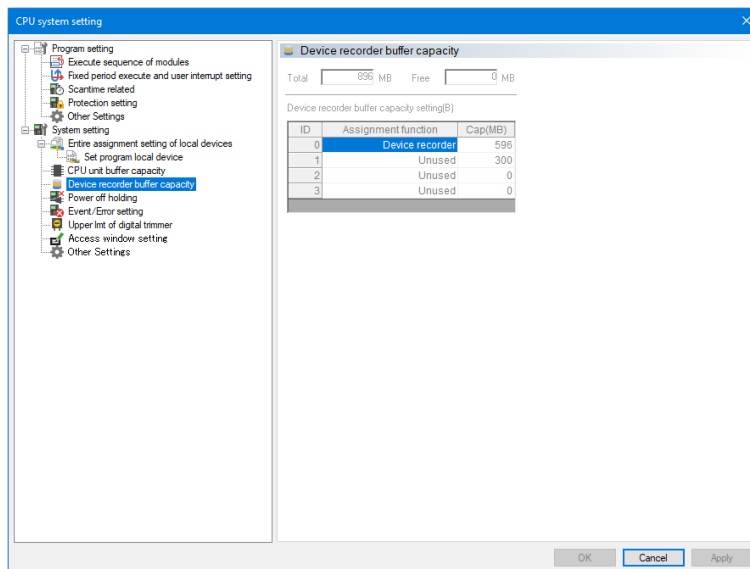 CPU system setting
Program setting
Execute sequence of modules
Fixed period execute and user interrupt setting
Scantime related
Protection setting
Other Settings
System setting
Entire assignment setting of local devices
Set program local device
CPU unit buffer capacity
Device recorder buffer capacity
Power off holding
Event/Error setting
Upper lmt of digital trimmer
Access window setting
Other Settings
Device recorder buffer capacity
Total 896 MB Free 0 MB
Device recorder buffer capacity setting(B)
ID Assignment function Cap(MB)
0 Device recorder 596
1 Unused 300
2 Unused 0
3 Unused 0
OK Cancel Apply